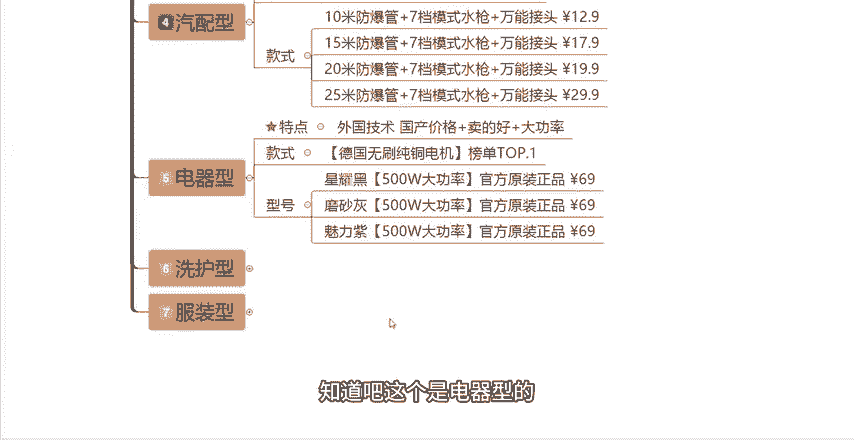 4 汽配型
款式
10米防爆管+7档模式水枪+万能接头 ¥12.9
15米防爆管+7档模式水枪+万能接头 ¥17.9
20米防爆管+7档模式水枪+万能接头 ¥19.9
25米防爆管+7档模式水枪+万能接头 ¥29.9
5 电器型
★特点 外国技术 国产价格+卖的好+大功率
款式 【德国无刷纯铜电机】榜单TOP.1
型号
星耀黑【500W大功率】官方原装正品 ¥69
磨砂灰【500W大功率】官方原装正品 ¥69
魅力紫【500W大功率】官方原装正品 ¥69
6 洗护型
7 服装型
知道吧这个是电器型的